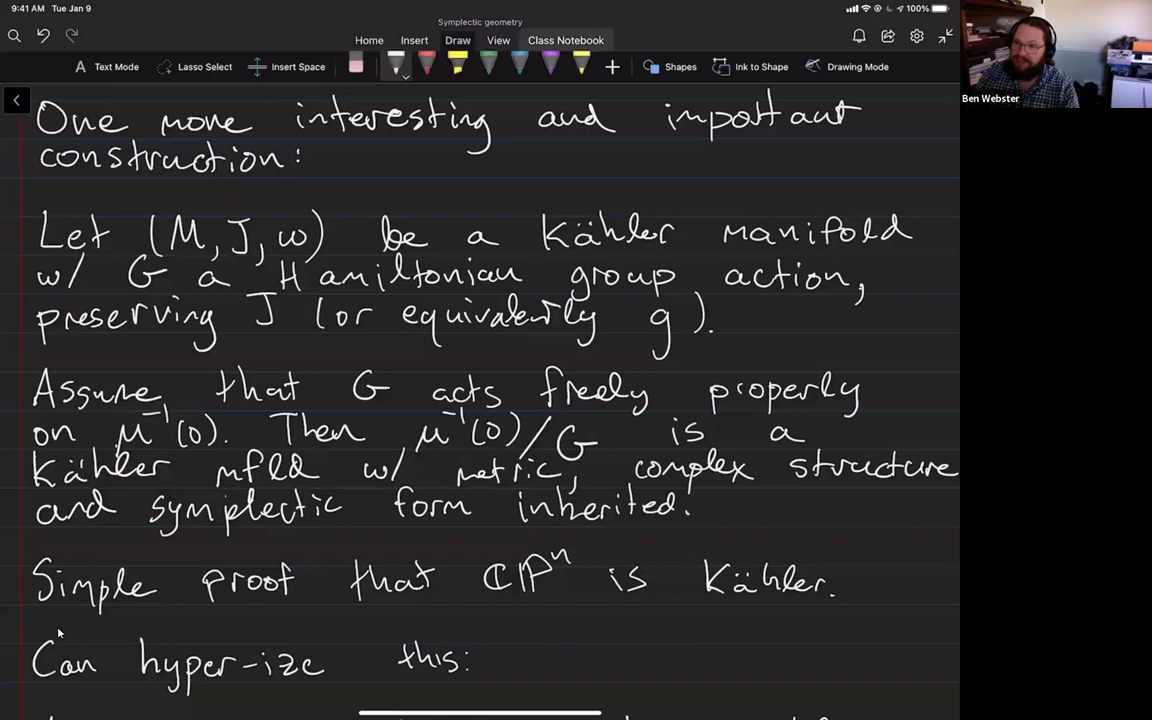 9:41 AM Tue Jan 9
100%
Symplectic geometry
Home Insert Draw View Class Notebook
Text Mode Lasso Select Insert Space Shapes Ink to Shape Drawing Mode
Ben Webster
One more interesting and important
construction:
Let (M, J, ω) be a Kähler manifold
w/ G a Hamiltonian group action,
preserving J (or equivalently g).
Assume that G acts freely properly
on μ⁻¹(0). Then μ⁻¹(0)/G is a
Kähler mfld w/ metric, complex structure
and symplectic form inherited.
Simple proof that ℂℙⁿ is Kähler.
Can hyper-ize this: